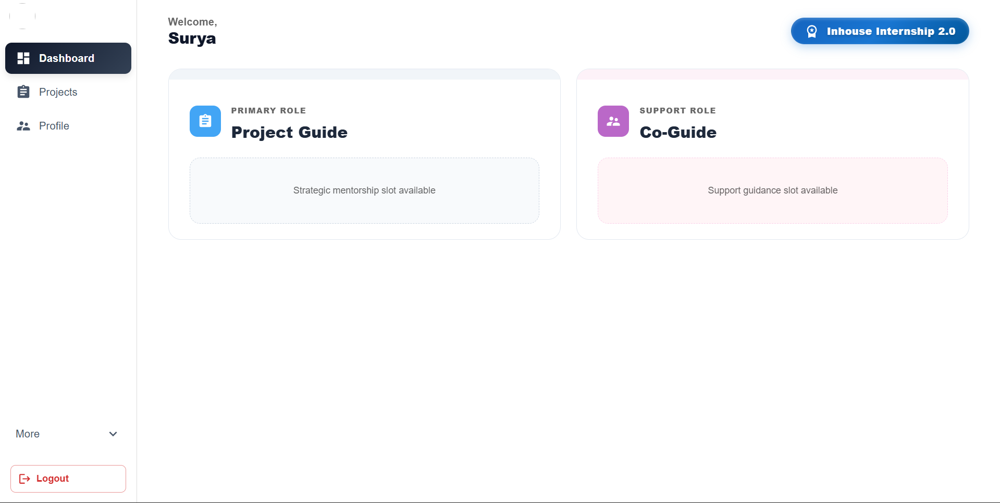 Dashboard
Projects
Profile
More
Logout
Welcome,
Surya
Inhouse Internship 2.0
PRIMARY ROLE
Project Guide
Strategic mentorship slot available
SUPPORT ROLE
Co-Guide
Support guidance slot available